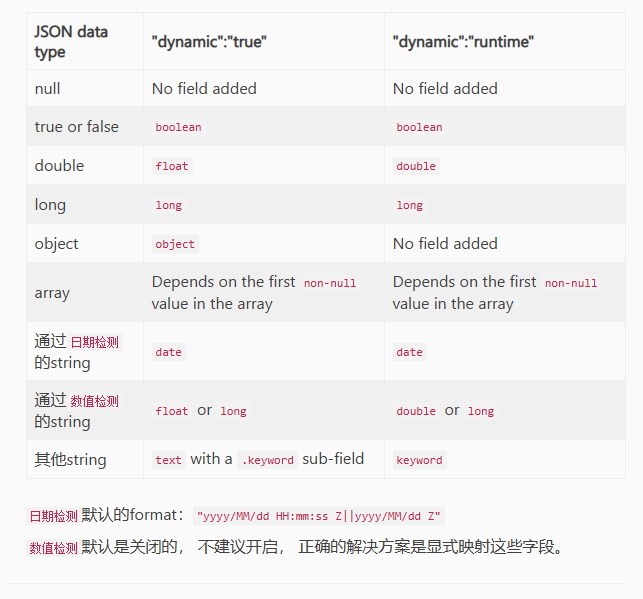 JSON data "dynamic":"true" "dynamic":"runtime"
type
null No field added No field added
true or false boolean boolean
double float double
long long long
object object No field added
array Depends on the first non-null Depends on the first non-null
value in the array value in the array
通过 日期检测 date date
的string
通过 数值检测 float or long double or long
的string
其他string text with a .keyword sub-field keyword
日期检测 默认的format： "yyyy/MM/dd HH:mm:ss Z||yyyy/MM/dd Z"
数值检测 默认是关闭的， 不建议开启， 正确的解决方案是显式映射这些字段。